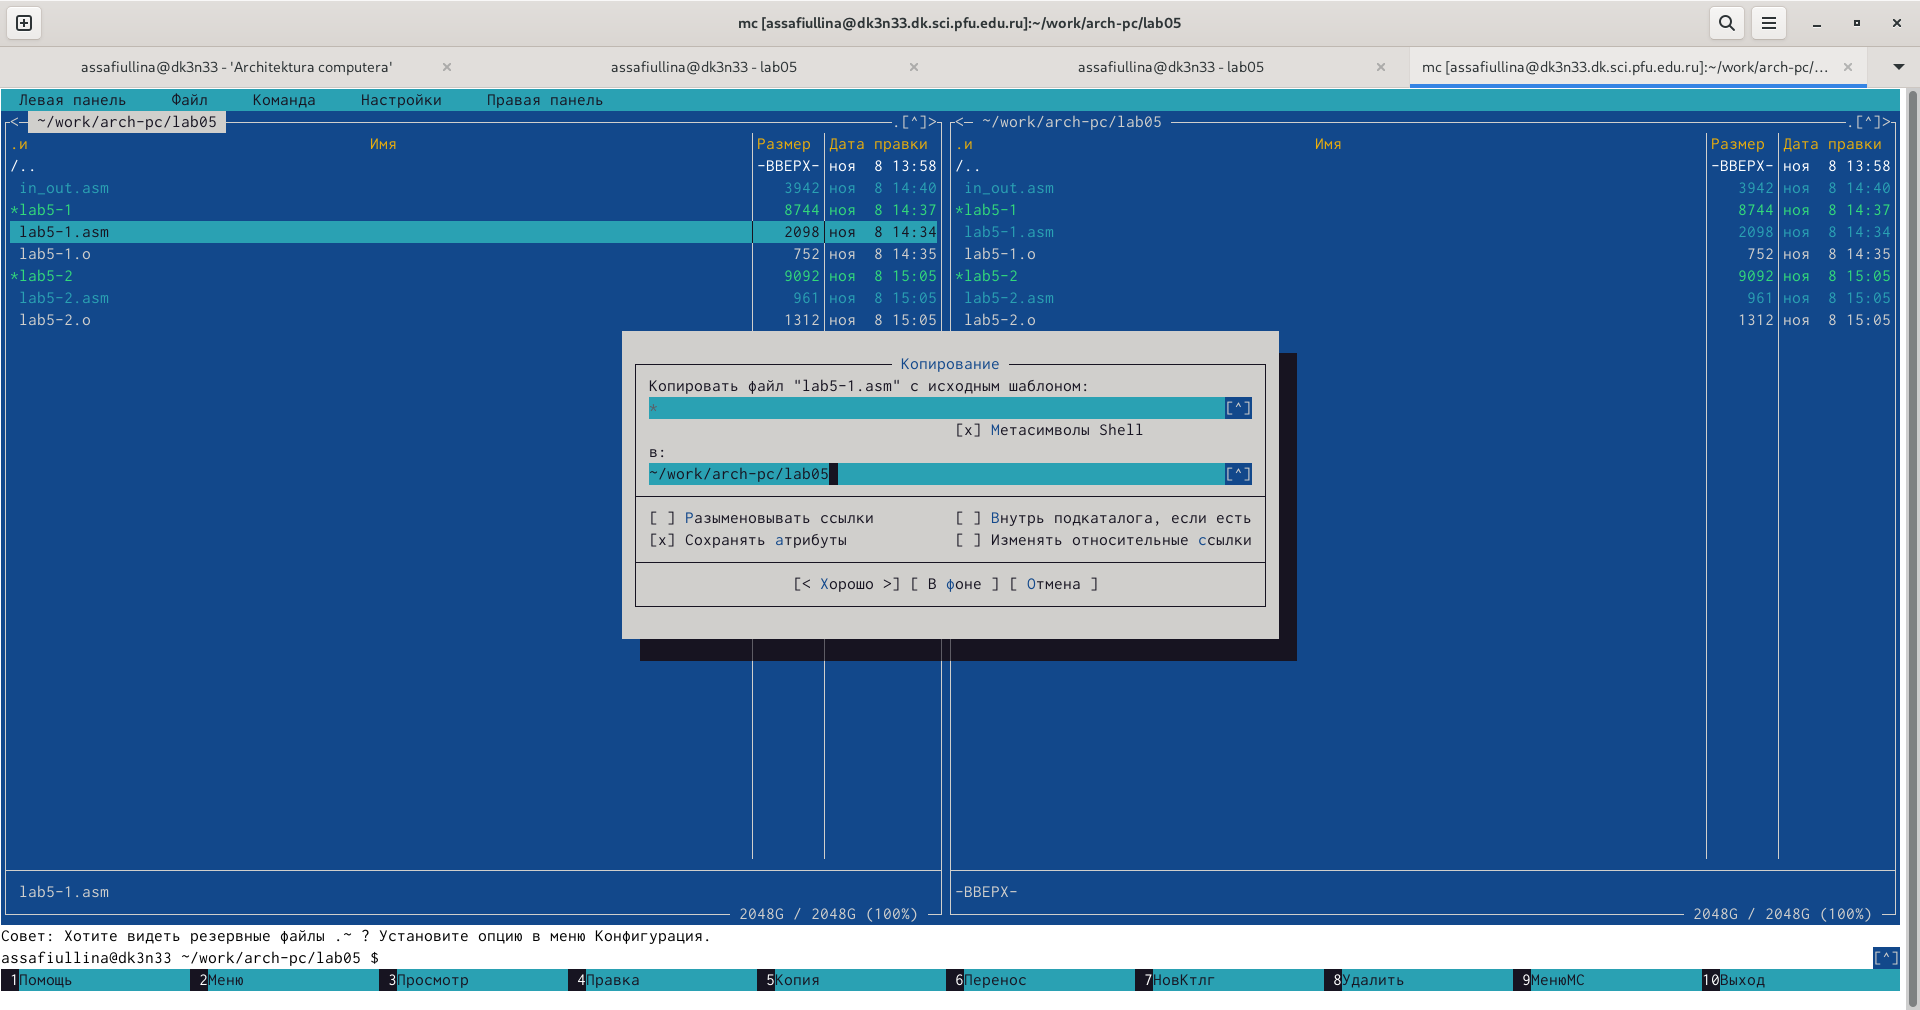 mc [assafiullina@dk3n33.dk.sci.pfu.edu.ru]:~/work/arch-pc/lab05
assafiullina@dk3n33 - 'Architektura computera' × assafiullina@dk3n33 - lab05 × assafiullina@dk3n33 - lab05 × mc [assafiullina@dk3n33.dk.sci.pfu.edu.ru]:~/work/arch-pc/... ×
Левая панель Файл Команда Настройки Правая панель
<- ~/work/arch-pc/lab05 .[^]> <- ~/work/arch-pc/lab05 .[^]>
.и Имя Размер Дата правки .и Имя Размер Дата правки
/.. -ВВЕРХ- ноя 8 13:58 /.. -ВВЕРХ- ноя 8 13:58
in_out.asm 3942 ноя 8 14:40 in_out.asm 3942 ноя 8 14:40
*lab5-1 8744 ноя 8 14:37 *lab5-1 8744 ноя 8 14:37
lab5-1.asm 2098 ноя 8 14:34 lab5-1.asm 2098 ноя 8 14:34
lab5-1.o 752 ноя 8 14:35 lab5-1.o 752 ноя 8 14:35
*lab5-2 9092 ноя 8 15:05 *lab5-2 9092 ноя 8 15:05
lab5-2.asm 961 ноя 8 15:05 lab5-2.asm 961 ноя 8 15:05
lab5-2.o 1312 ноя 8 15:05 lab5-2.o 1312 ноя 8 15:05
Копирование
Копировать файл "lab5-1.asm" с исходным шаблоном:
* [^]
[x] Метасимволы Shell
в:
~/work/arch-pc/lab05 [^]
[ ] Разыменовывать ссылки [ ] Внутрь подкаталога, если есть
[x] Сохранять атрибуты [ ] Изменять относительные ссылки
[< Хорошо >] [ В фоне ] [ Отмена ]
lab5-1.asm -ВВЕРХ-
2048G / 2048G (100%) 2048G / 2048G (100%)
Совет: Хотите видеть резервные файлы .~ ? Установите опцию в меню Конфигурация.
assafiullina@dk3n33 ~/work/arch-pc/lab05 $ [^]
1Помощь 2Меню 3Просмотр 4Правка 5Копия 6Перенос 7НовКтлг 8Удалить 9МенюМС 10Выход